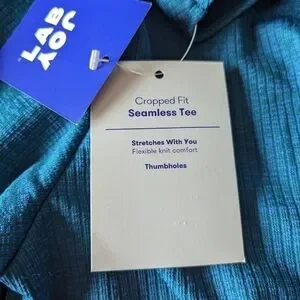 JOY
LAB
Cropped Fit
Seamless Tee
Stretches With You
Flexible knit comfort
Thumbholes